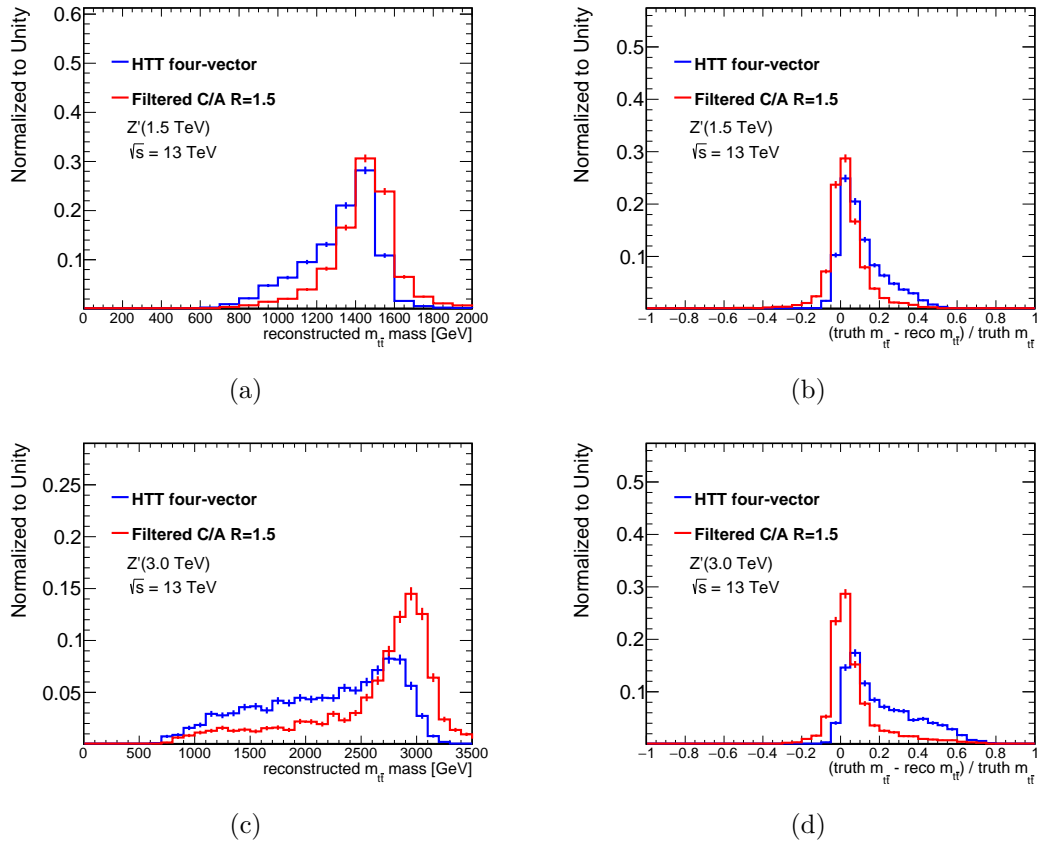 Normalized to Unity
0.6
0.5
0.4
0.3
0.2
0.1
HTT four-vector
Filtered C/A R=1.5
Z'(1.5 TeV)
√s = 13 TeV
0 200 400 600 800 1000 1200 1400 1600 1800 2000
reconstructed m_tt̄ mass [GeV]
(a)
Normalized to Unity
0.5
0.4
0.3
0.2
0.1
HTT four-vector
Filtered C/A R=1.5
Z'(1.5 TeV)
√s = 13 TeV
−1 −0.8 −0.6 −0.4 −0.2 0 0.2 0.4 0.6 0.8 1
(truth m_tt̄ - reco m_tt̄) / truth m_tt̄
(b)
Normalized to Unity
0.25
0.2
0.15
0.1
0.05
HTT four-vector
Filtered C/A R=1.5
Z'(3.0 TeV)
√s = 13 TeV
0 500 1000 1500 2000 2500 3000 3500
reconstructed m_tt̄ mass [GeV]
(c)
Normalized to Unity
0.5
0.4
0.3
0.2
0.1
HTT four-vector
Filtered C/A R=1.5
Z'(3.0 TeV)
√s = 13 TeV
−1 −0.8 −0.6 −0.4 −0.2 0 0.2 0.4 0.6 0.8 1
(truth m_tt̄ - reco m_tt̄) / truth m_tt̄
(d)